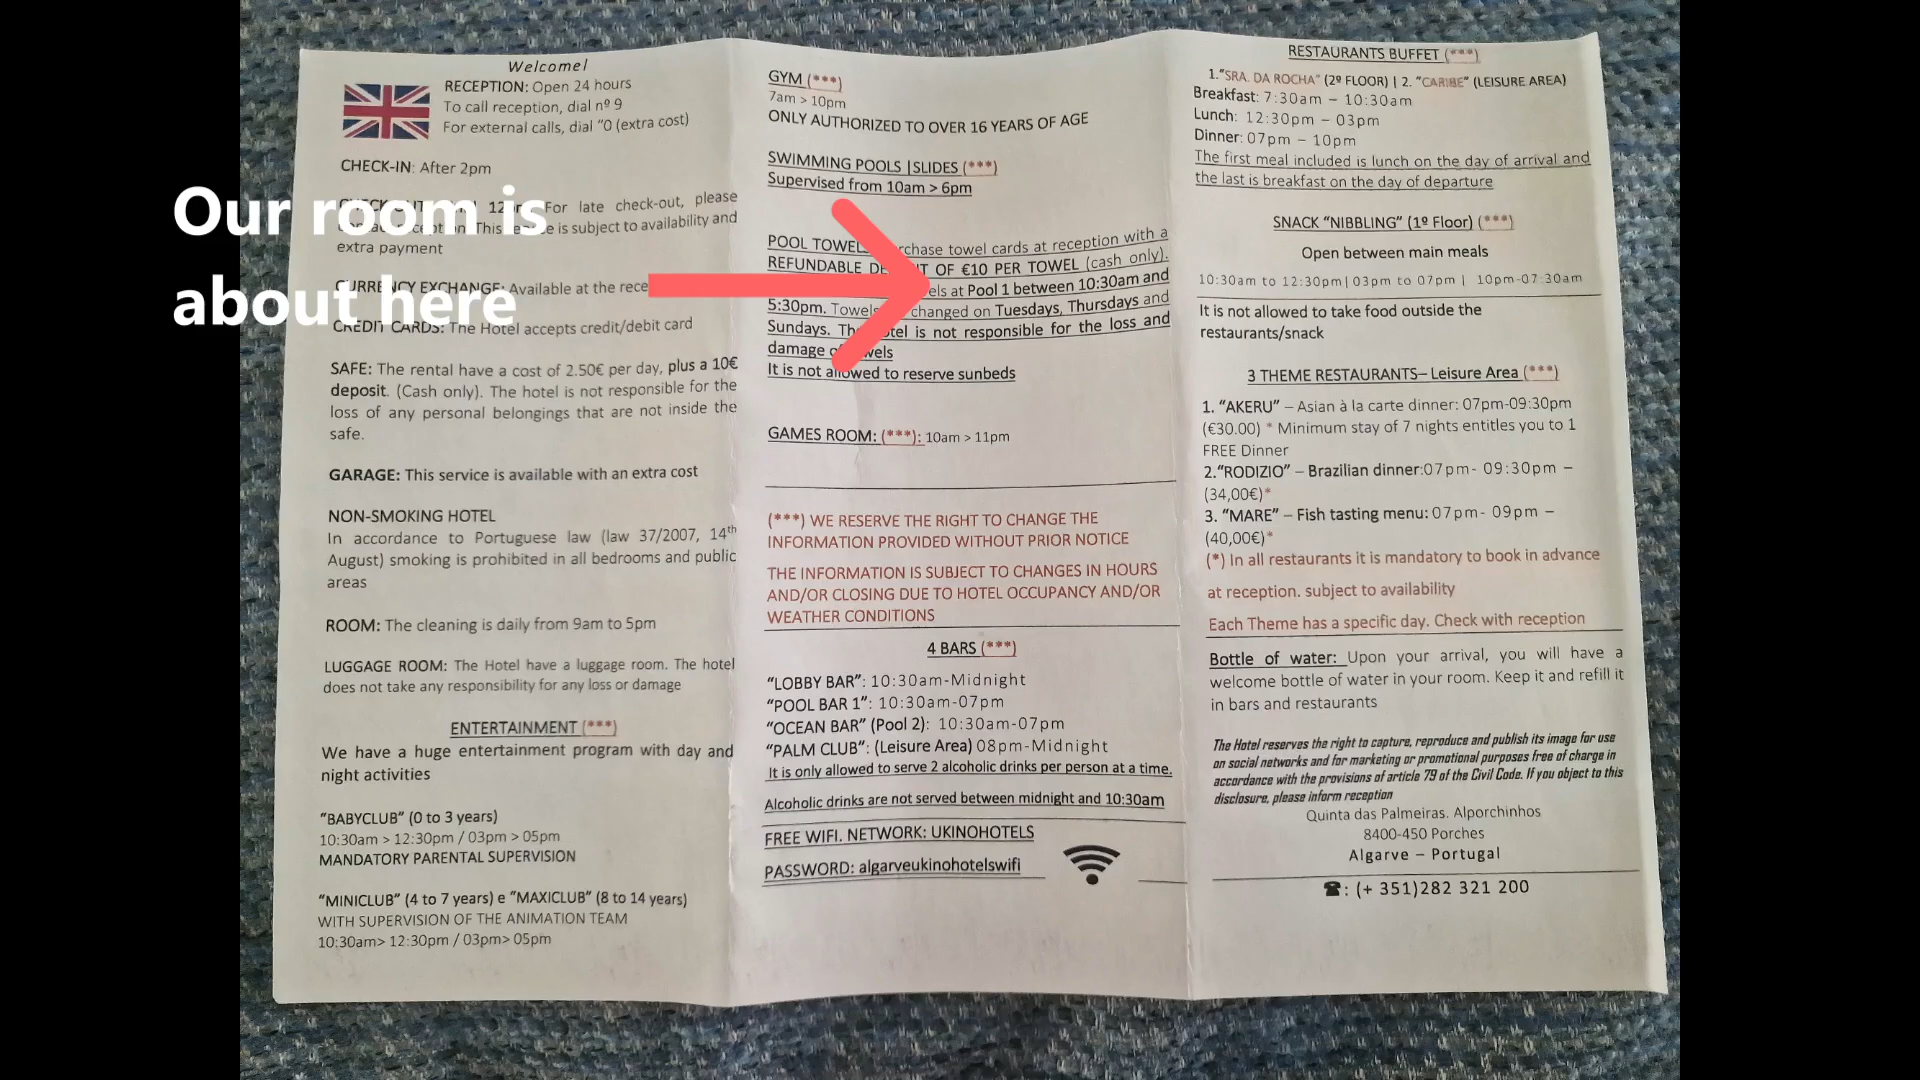 Our room is
about here
Welcome!
RECEPTION: Open 24 hours
To call reception, dial nº 9
For external calls, dial "0 (extra cost)
CHECK-IN: After 2pm
For late check-out, please
This is subject to availability and
extra payment
CURRENCY EXCHANGE: Available at the
CREDIT CARDS: The Hotel accepts credit/debit card
SAFE: The rental have a cost of 2.50€ per day, plus a 10€
deposit. (Cash only). The hotel is not responsible for the
loss of any personal belongings that are not inside the
safe.
GARAGE: This service is available with an extra cost
NON-SMOKING HOTEL
In accordance to Portuguese law (law 37/2007, 14th
August) smoking is prohibited in all bedrooms and public
areas
ROOM: The cleaning is daily from 9am to 5pm
LUGGAGE ROOM: The Hotel have a luggage room. The hotel
does not take any responsibility for any loss or damage
ENTERTAINMENT (***)
We have a huge entertainment program with day and
night activities
"BABYCLUB" (0 to 3 years)
10:30am > 12:30pm / 03pm > 05pm
MANDATORY PARENTAL SUPERVISION
"MINICLUB" (4 to 7 years) e "MAXICLUB" (8 to 14 years)
WITH SUPERVISION OF THE ANIMATION TEAM
10:30am> 12:30pm / 03pm> 05pm
GYM (***)
7am > 10pm
ONLY AUTHORIZED TO OVER 16 YEARS OF AGE
SWIMMING POOLS |SLIDES (***)
Supervised from 10am > 6pm
POOL towel cards at reception with a
REFUNDABLE OF €10 PER TOWEL (cash only).
at Pool 1 between 10:30am and
5:30pm. changed on Tuesdays, Thursdays and
Sundays. is not responsible for the loss and
damage
It is not allowed to reserve sunbeds
GAMES ROOM: (***): 10am > 11pm
(***) WE RESERVE THE RIGHT TO CHANGE THE
INFORMATION PROVIDED WITHOUT PRIOR NOTICE
THE INFORMATION IS SUBJECT TO CHANGES IN HOURS
AND/OR CLOSING DUE TO HOTEL OCCUPANCY AND/OR
WEATHER CONDITIONS
4 BARS (***)
"LOBBY BAR": 10:30am-Midnight
"POOL BAR 1": 10:30am-07pm
"OCEAN BAR" (Pool 2): 10:30am-07pm
"PALM CLUB": (Leisure Area) 08pm-Midnight
It is only allowed to serve 2 alcoholic drinks per person at a time.
Alcoholic drinks are not served between midnight and 10:30am
FREE WIFI. NETWORK: UKINOHOTELS
PASSWORD: algarveukinohotelswifi
RESTAURANTS BUFFET (***)
1."SRA. DA ROCHA" (2º FLOOR) | 2. "CARIBE" (LEISURE AREA)
Breakfast: 7:30am – 10:30am
Lunch: 12:30pm – 03pm
Dinner: 07pm – 10pm
The first meal included is lunch on the day of arrival and
the last is breakfast on the day of departure
SNACK "NIBBLING" (1º Floor) (***)
Open between main meals
10:30am to 12:30pm| 03pm to 07pm | 10pm-07:30am
It is not allowed to take food outside the
restaurants/snack
3 THEME RESTAURANTS– Leisure Area (***)
1. "AKERU" – Asian à la carte dinner: 07pm-09:30pm
(€30.00) * Minimum stay of 7 nights entitles you to 1
FREE Dinner
2."RODIZIO" – Brazilian dinner:07pm- 09:30pm –
(34,00€)*
3. "MARE" – Fish tasting menu: 07pm- 09pm –
(40,00€)*
(*) In all restaurants it is mandatory to book in advance
at reception. subject to availability
Each Theme has a specific day. Check with reception
Bottle of water: Upon your arrival, you will have a
welcome bottle of water in your room. Keep it and refill it
in bars and restaurants
The Hotel reserves the right to capture, reproduce and publish its image for use
on social networks and for marketing or promotional purposes free of charge in
accordance with the provisions of article 79 of the Civil Code. If you object to this
disclosure, please inform reception
Quinta das Palmeiras. Alporchinhos
8400-450 Porches
Algarve – Portugal
☎: (+ 351)282 321 200